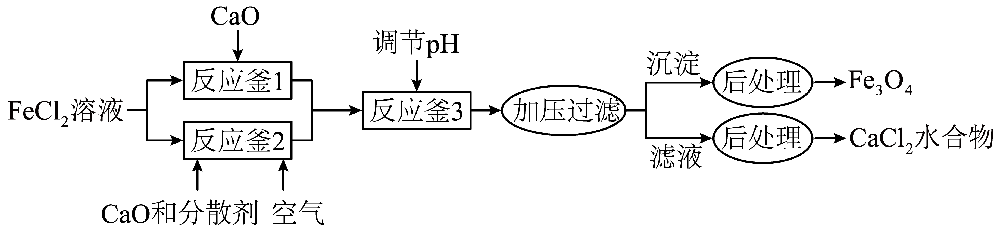 CaO
调节pH
反应釜1
沉淀
后处理
Fe₃O₄
FeCl₂溶液
反应釜3
加压过滤
反应釜2
滤液
后处理
CaCl₂水合物
CaO和分散剂
空气